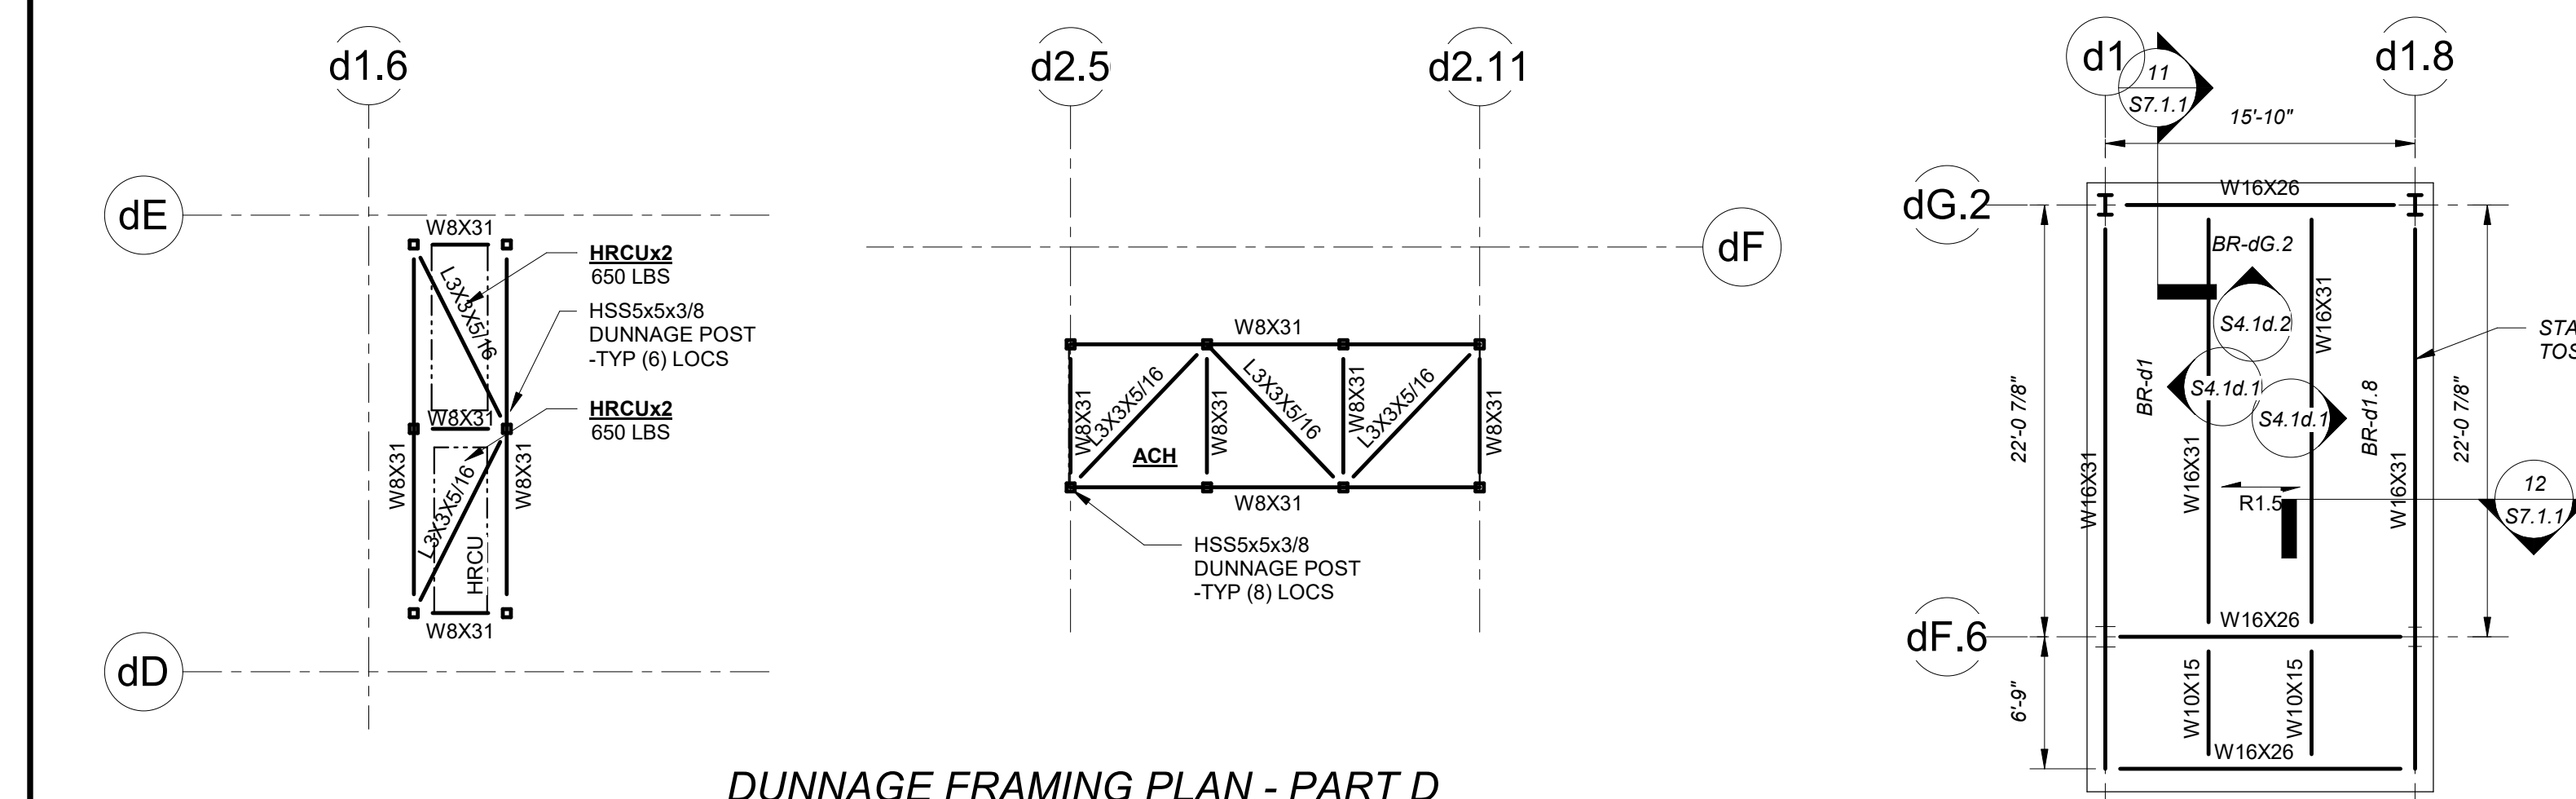 d1.6
dE
W8X31
L3X3X5/16
HRCUx2
650 LBS
HSS5x5x3/8
DUNNAGE POST
-TYP (6) LOCS
HRCUx2
650 LBS
W8X31
W8X31
W8X31
L3X3X5/16
HRCU
W8X31
dD
d2.5
d2.11
dF
W8X31
W8X31
L3X3X5/16
W8X31
L3X3X5/16
W8X31
L3X3X5/16
W8X31
ACH
W8X31
HSS5x5x3/8
DUNNAGE POST
-TYP (8) LOCS
DUNNAGE FRAMING PLAN - PART D
d1
11
S7.1.1
d1.8
15'-10"
dG.2
W16X26
BR-dG.2
W16X31
S4.1d.2
STA
TOS
BR-d1
S4.1d.1
S4.1d.1
BR-d1.8
22'-0 7/8"
22'-0 7/8"
W16X31
W16X31
R1.5
W16X31
12
S7.1.1
dF.6
W16X26
6'-9"
W10X15
W10X15
W16X26